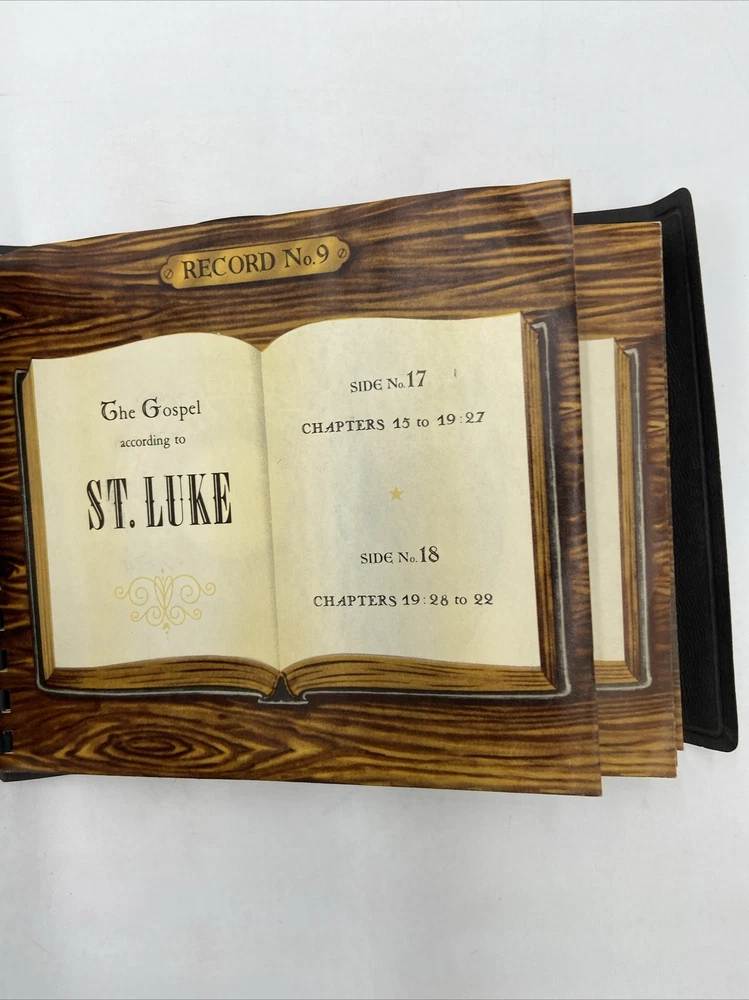 RECORD No.9
The Gospel
according to
ST. LUKE
SIDE No.17
CHAPTERS 15 to 19:27
SIDE No.18
CHAPTERS 19:28 to 22